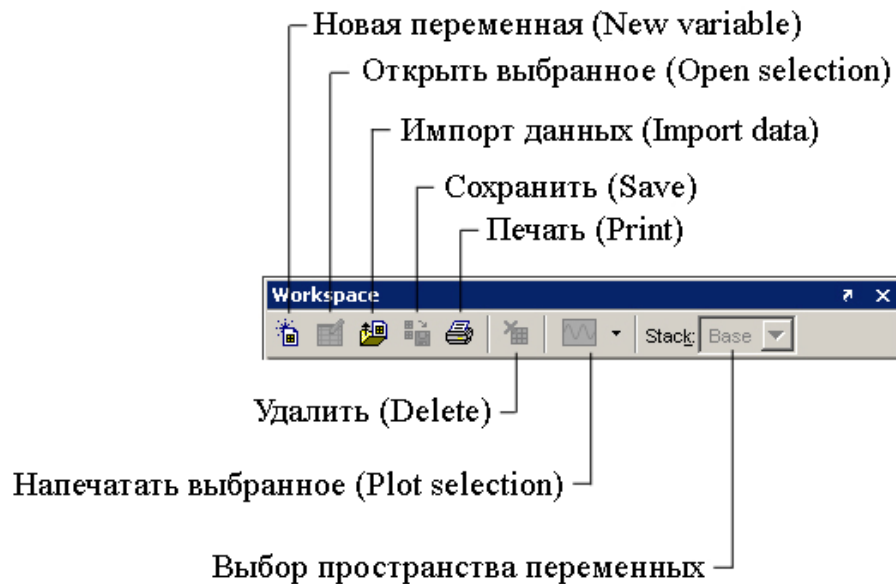 Новая переменная (New variable)
Открыть выбранное (Open selection)
Импорт данных (Import data)
Сохранить (Save)
Печать (Print)
Workspace
Stack: Base
Удалить (Delete)
Напечатать выбранное (Plot selection)
Выбор пространства переменных